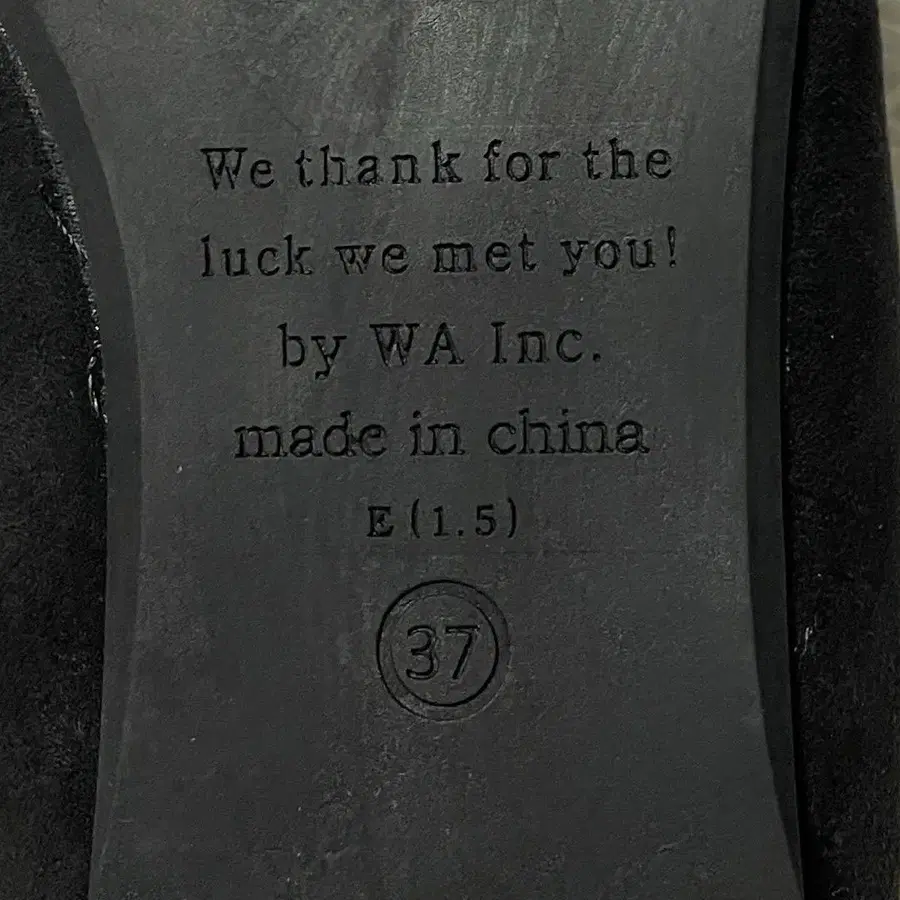 We thank for the
luck we met you!
by WA Inc.
made in china
E(1.5)
37